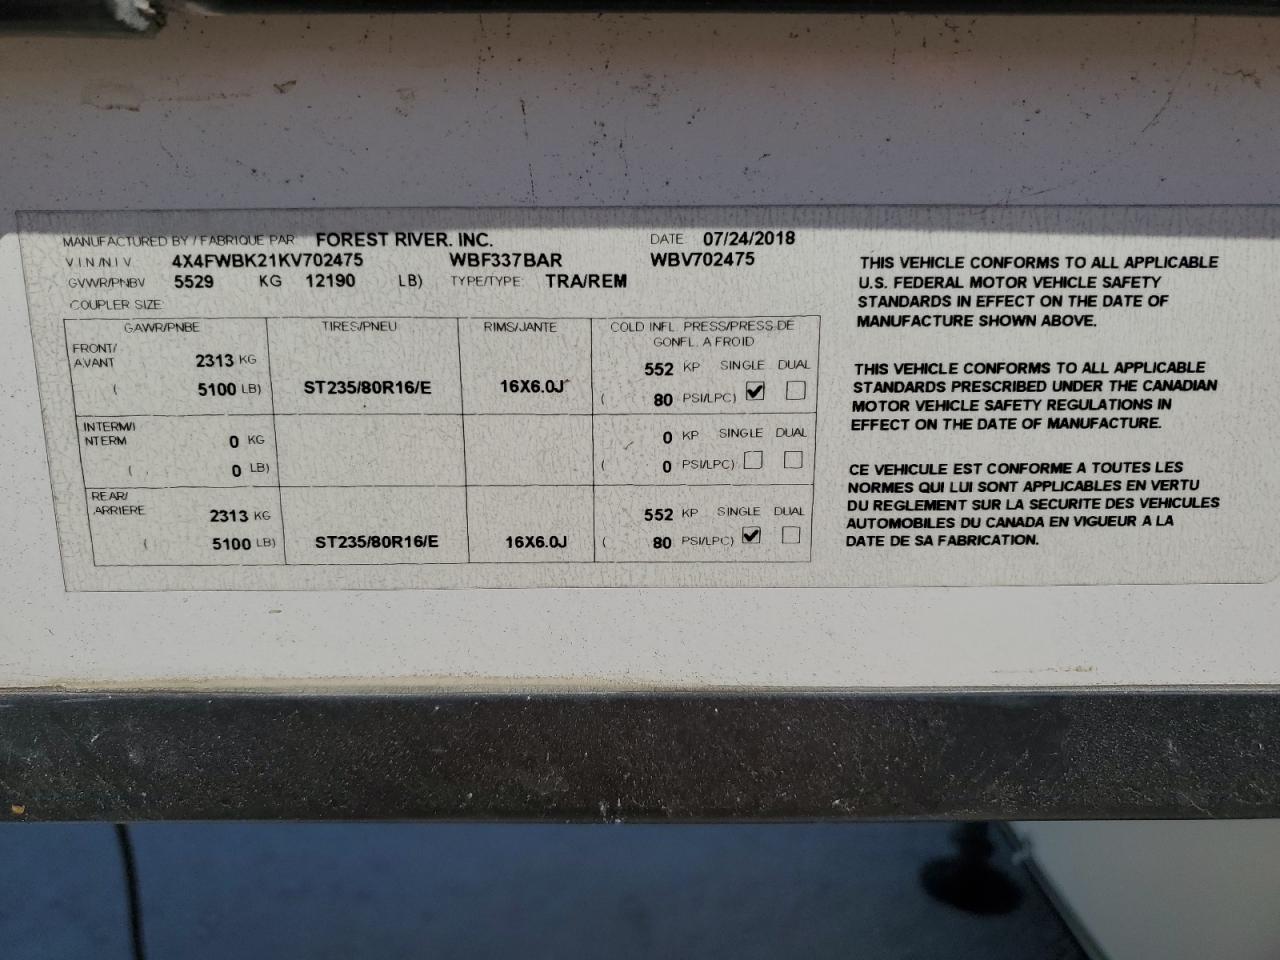 MANUFACTURED BY / FABRIQUE PAR FOREST RIVER. INC. DATE 07/24/2018
VIN/NIV 4X4FWBK21KV702475 WBF337BAR WBV702475
GVWR/PNBV 5529 KG 12190 LB) TYPE/TYPE: TRA/REM
COUPLER SIZE:
GAWR/PNBE TIRES/PNEU RIMS/JANTE COLD INFL. PRESS/PRESS.DE
GONFL. A FROID
FRONT/
AVANT 2313 KG 552 KP SINGLE DUAL
( 5100 LB) ST235/80R16/E 16X6.0J ( 80 PSI/LPC)
INTERM/I
NTERM 0 KG 0 KP SINGLE DUAL
( 0 LB) ( 0 PSI/LPC)
REAR/
ARRIERE 2313 KG 552 KP SINGLE DUAL
( 5100 LB) ST235/80R16/E 16X6.0J ( 80 PSI/LPC)
THIS VEHICLE CONFORMS TO ALL APPLICABLE
U.S. FEDERAL MOTOR VEHICLE SAFETY
STANDARDS IN EFFECT ON THE DATE OF
MANUFACTURE SHOWN ABOVE.
THIS VEHICLE CONFORMS TO ALL APPLICABLE
STANDARDS PRESCRIBED UNDER THE CANADIAN
MOTOR VEHICLE SAFETY REGULATIONS IN
EFFECT ON THE DATE OF MANUFACTURE.
CE VEHICULE EST CONFORME A TOUTES LES
NORMES QUI LUI SONT APPLICABLES EN VERTU
DU REGLEMENT SUR LA SECURITE DES VEHICULES
AUTOMOBILES DU CANADA EN VIGUEUR A LA
DATE DE SA FABRICATION.